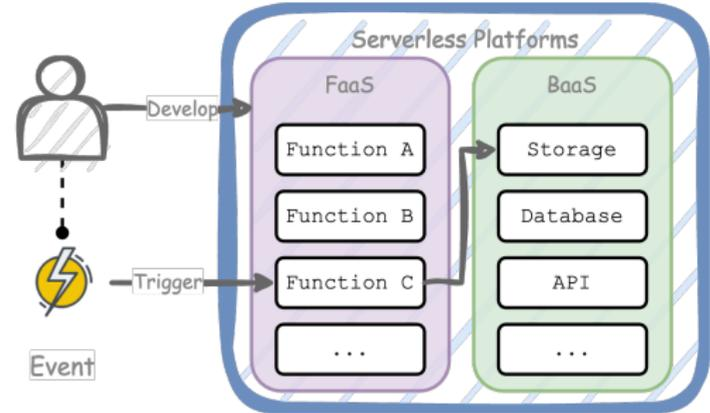 Serverless Platforms
FaaS
BaaS
Develop
Function A
Storage
Function B
Database
Trigger
Function C
API
...
...
Event